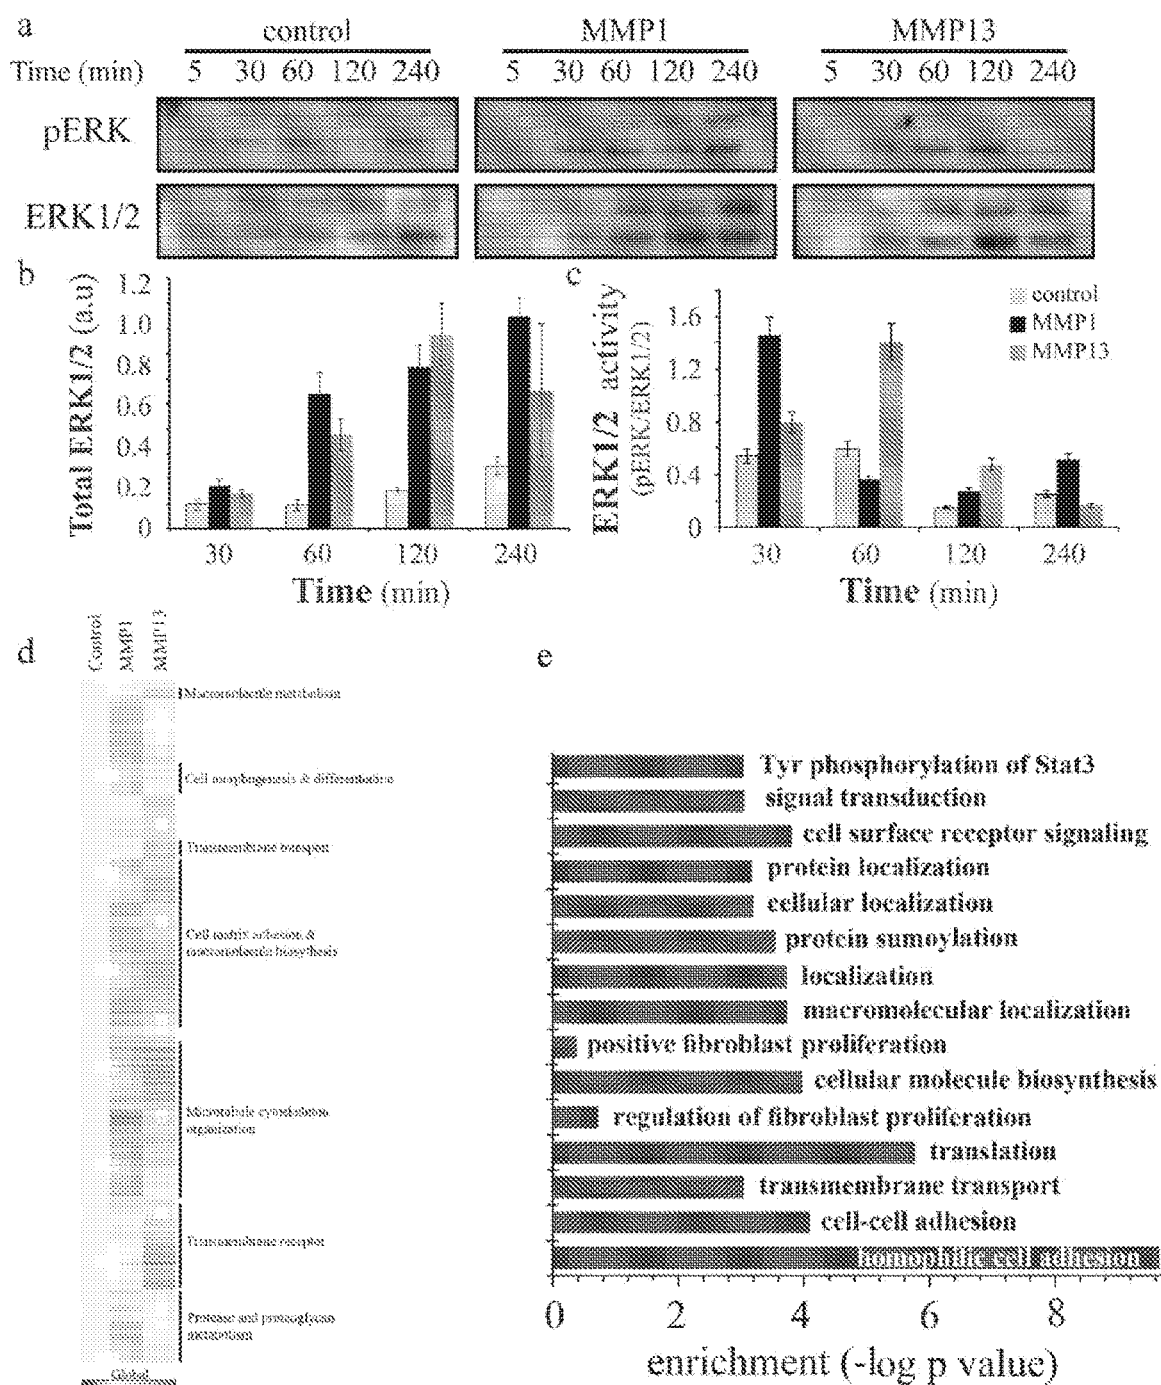 a
control MMP1 MMP13
Time (min) 5 30 60 120 240 5 30 60 120 240 5 30 60 120 240
pERK
ERK1/2
b
Total ERK1/2 (a.u)
1.2
1.0
0.8
0.6
0.4
0.2
0
30 60 120 240
Time (min)
c
ERK1/2 activity
(pERK/ERK1/2)
1.6
1.2
0.8
0.4
0
30 60 120 240
Time (min)
control
MMP1
MMP13
d
Control
MMP1
MMP13
Macromolecule metabolism
Cell morphogenesis & differentiation
Transmembrane transport
Cell matrix adhesion &
macromolecule biosythesis
Microtubule cytoskeleton
organization
Transmembrane receptor
Protease and proteoglycan
metabolism
Global
e
Tyr phosphorylation of Stat3
signal transduction
cell surface receptor signaling
protein localization
cellular localization
protein sumoylation
localization
macromolecular localization
positive fibroblast proliferation
cellular molecule biosynthesis
regulation of fibroblast proliferation
translation
transmembrane transport
cell-cell adhesion
homophilic cell adhesion
0 2 4 6 8
enrichment (-log p value)